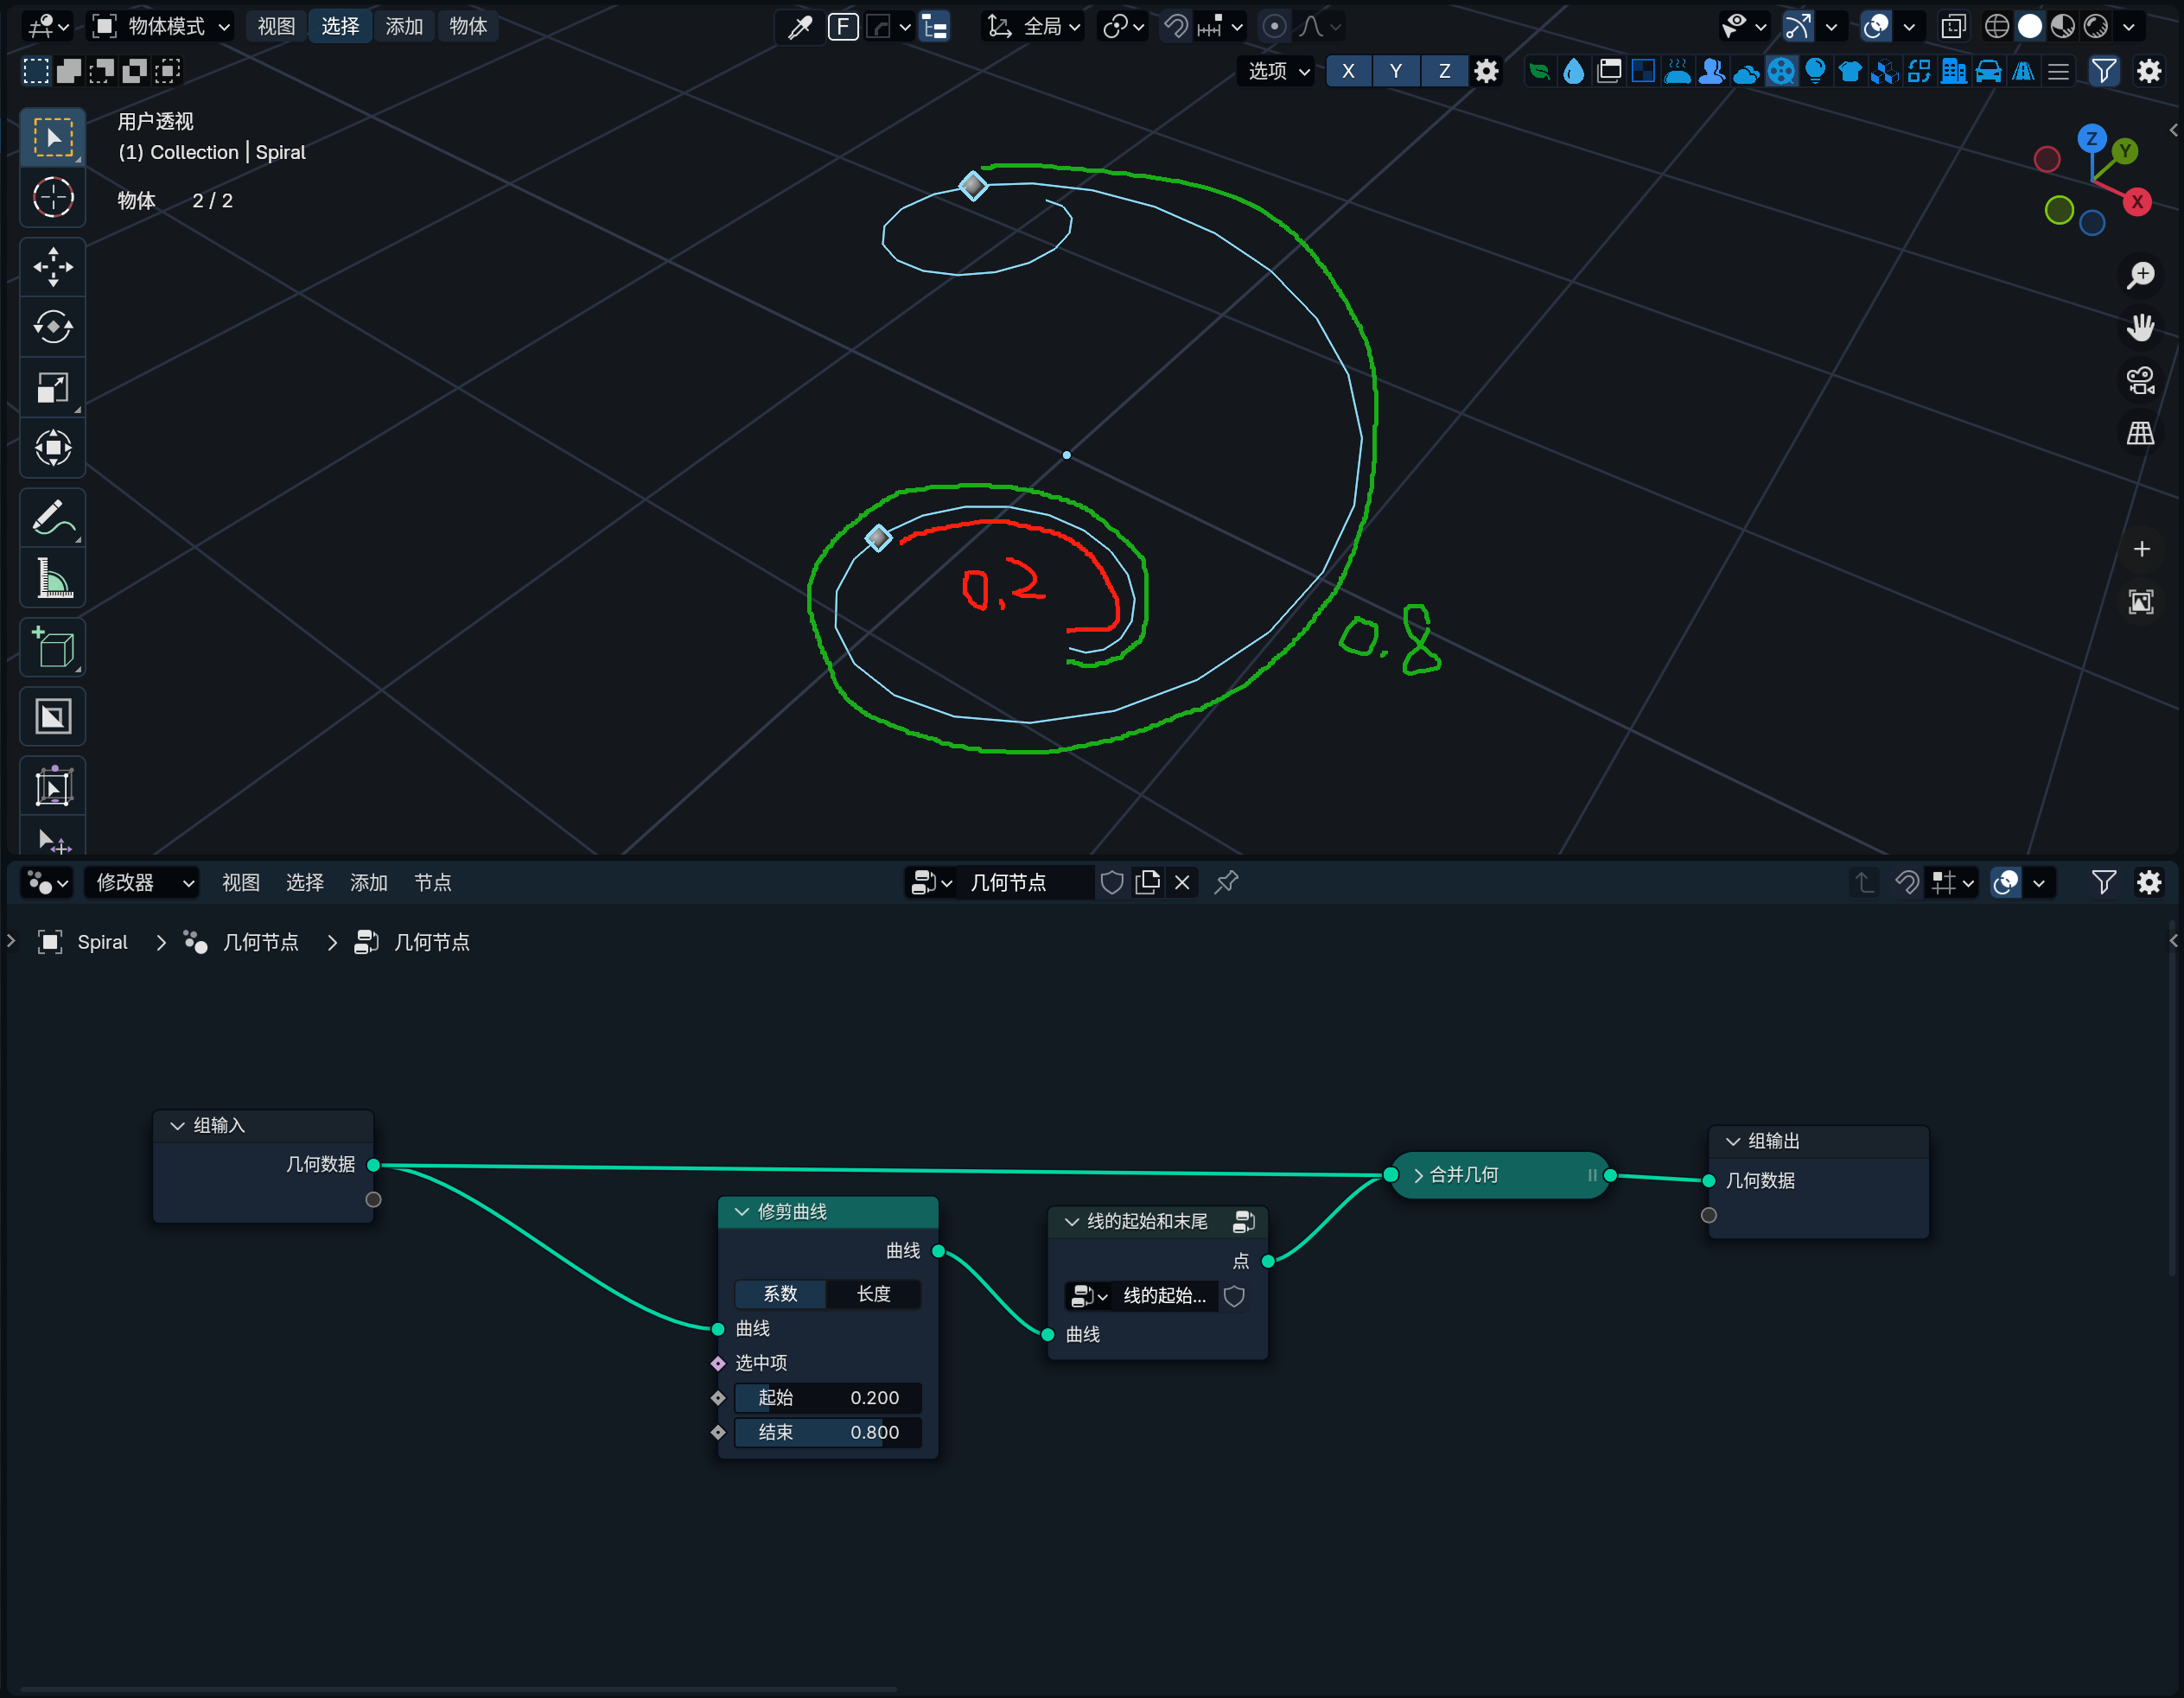 物体模式 视图 选择 添加 物体 F 全局
选项 X Y Z
用户透视
(1) Collection | Spiral
物体 2 / 2
Z
Y
X
0.2
0.8
修改器 视图 选择 添加 节点 几何节点
Spiral 几何节点 几何节点
组输入
几何数据
修剪曲线
曲线
系数 长度
曲线
选中项
起始 0.200
结束 0.800
线的起始和末尾
点
线的起始...
曲线
合并几何
组输出
几何数据